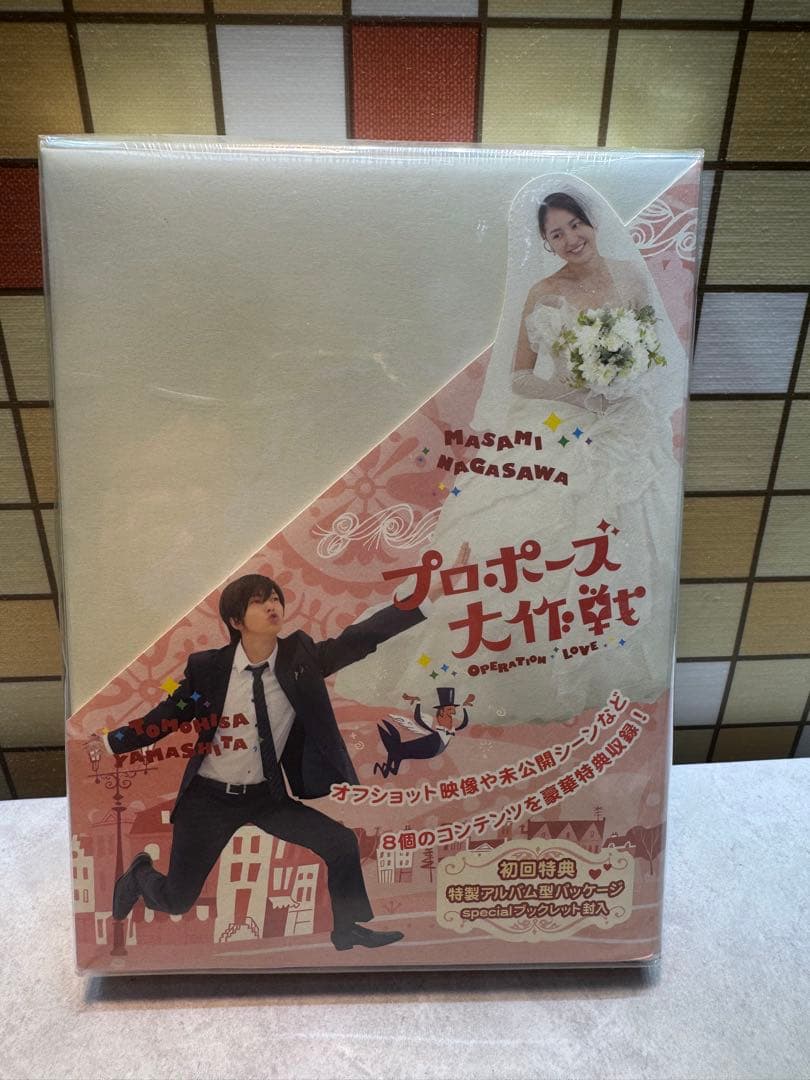 MASAMI
NAGASAWA
プロポーズ
大作戦
OPERATION LOVE
TOMOHISA
YAMASHITA
オフショット映像や未公開シーンなど
8個のコンテンツを豪華特典収録!
初回特典
特製アルバム型パッケージ
specialブックレット封入